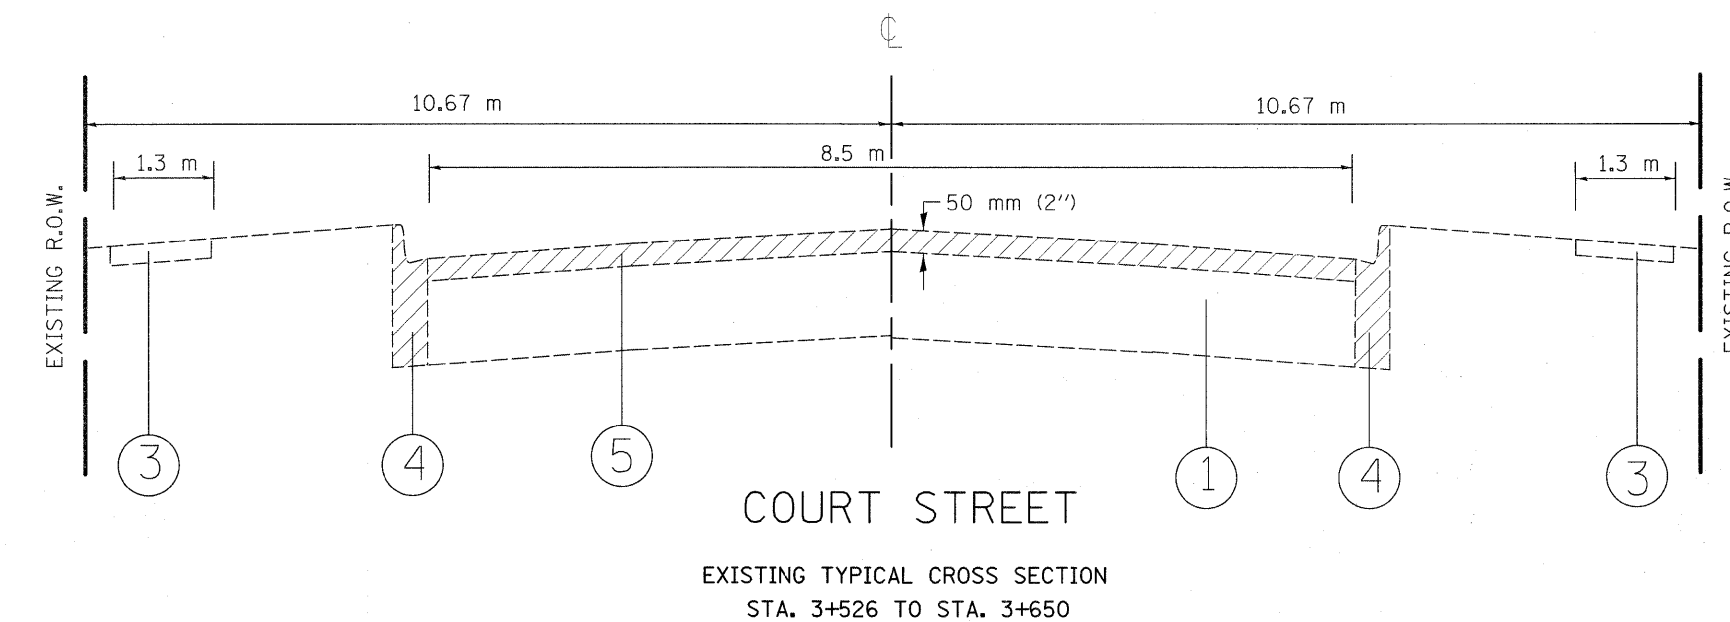 ℄
10.67 m
10.67 m
8.5 m
1.3 m
1.3 m
50 mm (2")
EXISTING R.O.W.
EXISTING R.O.W.
3
4
5
1
4
3
COURT STREET
EXISTING TYPICAL CROSS SECTION
STA. 3+526 TO STA. 3+650